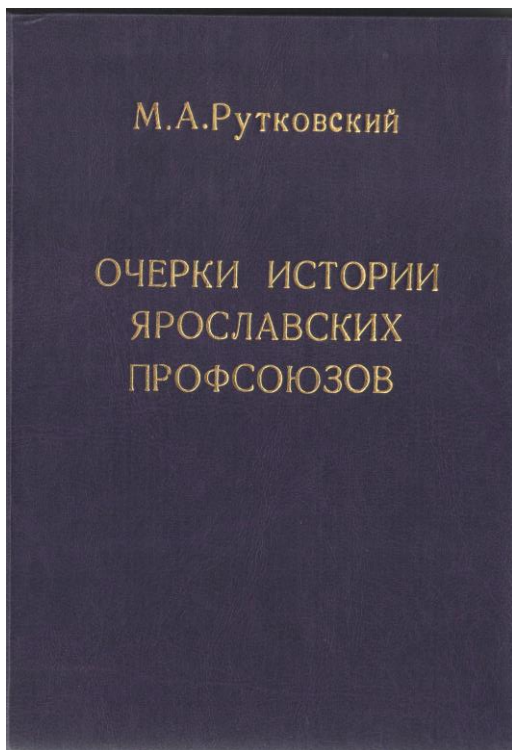 М.А.Рутковский
ОЧЕРКИ ИСТОРИИ
ЯРОСЛАВСКИХ
ПРОФСОЮЗОВ